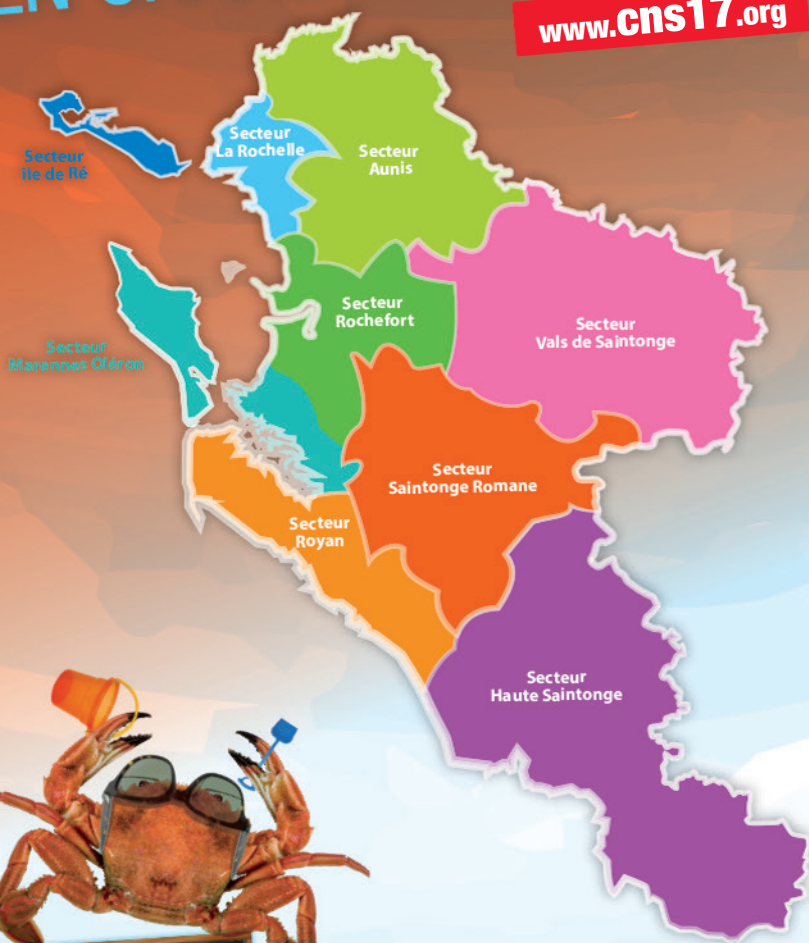 EN
www.cns17.org
Secteur
La Rochelle
Secteur
Aunis
Secteur
île de Ré
Secteur
Rochefort
Secteur
Vals de Saintonge
Secteur
Marennes Oléron
Secteur
Saintonge Romane
Secteur
Royan
Secteur
Haute Saintonge